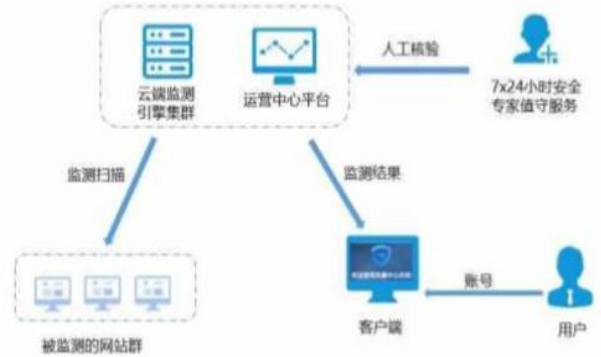 云端监测
引擎集群
运营中心平台
人工核验
7x24小时安全
专家值守服务
监测扫描
监测结果
账号
客户端
用户
被监测的网站群